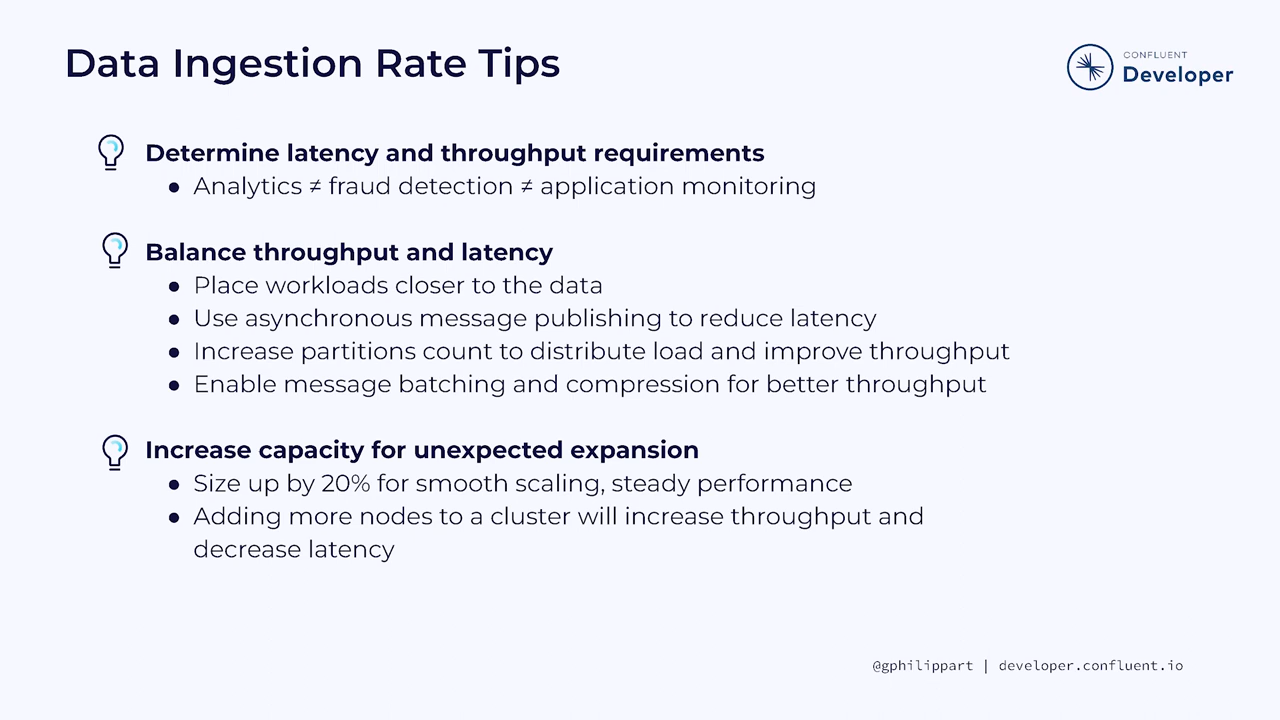 Data Ingestion Rate Tips
CONFLUENT
Developer
Determine latency and throughput requirements
● Analytics ≠ fraud detection ≠ application monitoring
Balance throughput and latency
● Place workloads closer to the data
● Use asynchronous message publishing to reduce latency
● Increase partitions count to distribute load and improve throughput
● Enable message batching and compression for better throughput
Increase capacity for unexpected expansion
● Size up by 20% for smooth scaling, steady performance
● Adding more nodes to a cluster will increase throughput and
decrease latency
@gphilippart | developer.confluent.io